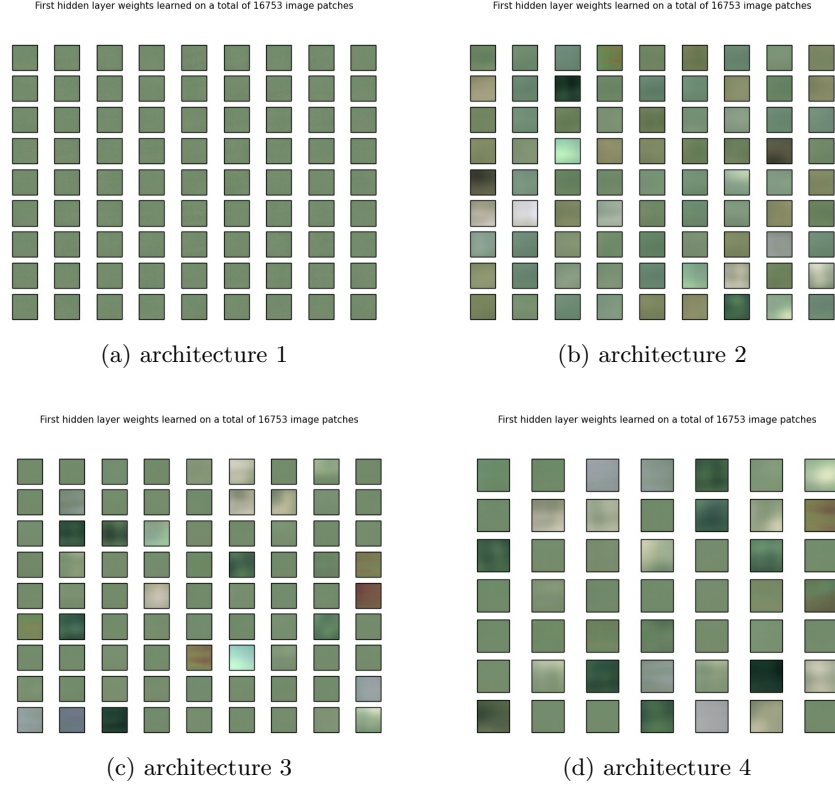 First hidden layer weights learned on a total of 16753 image patches
First hidden layer weights learned on a total of 16753 image patches
(a) architecture 1
(b) architecture 2
First hidden layer weights learned on a total of 16753 image patches
First hidden layer weights learned on a total of 16753 image patches
(c) architecture 3
(d) architecture 4